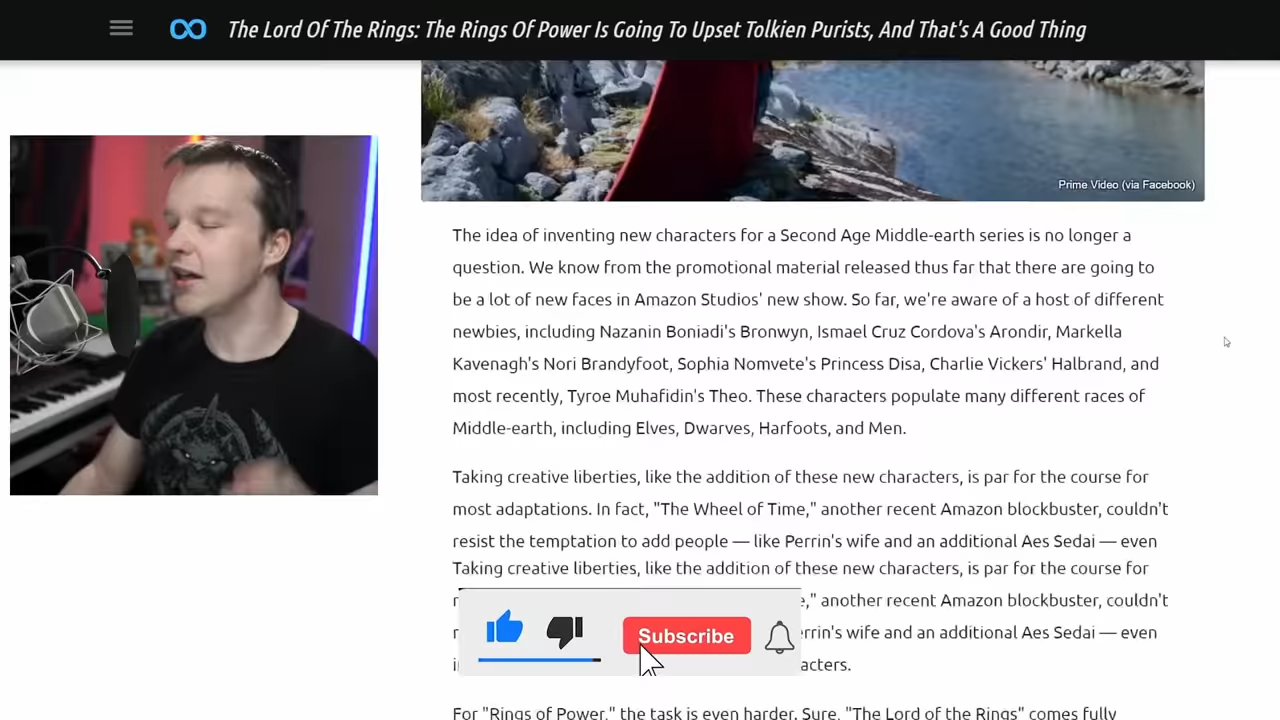 The Lord Of The Rings: The Rings Of Power Is Going To Upset Tolkien Purists, And That's A Good Thing
Prime Video (via Facebook)
The idea of inventing new characters for a Second Age Middle-earth series is no longer a
question. We know from the promotional material released thus far that there are going to
be a lot of new faces in Amazon Studios' new show. So far, we're aware of a host of different
newbies, including Nazanin Boniadi's Bronwyn, Ismael Cruz Cordova's Arondir, Markella
Kavenagh's Nori Brandyfoot, Sophia Nomvete's Princess Disa, Charlie Vickers' Halbrand, and
most recently, Tyroe Muhafidin's Theo. These characters populate many different races of
Middle-earth, including Elves, Dwarves, Harfoots, and Men.
Taking creative liberties, like the addition of these new characters, is par for the course for
most adaptations. In fact, "The Wheel of Time," another recent Amazon blockbuster, couldn't
resist the temptation to add people — like Perrin's wife and an additional Aes Sedai — even
Taking creative liberties, like the addition of these new characters, is par for the course for
," another recent Amazon blockbuster, couldn't
wife and an additional Aes Sedai — even
Subscribe
For "Rings of Power," the task is even harder. Sure, "The Lord of the Rings" comes fully